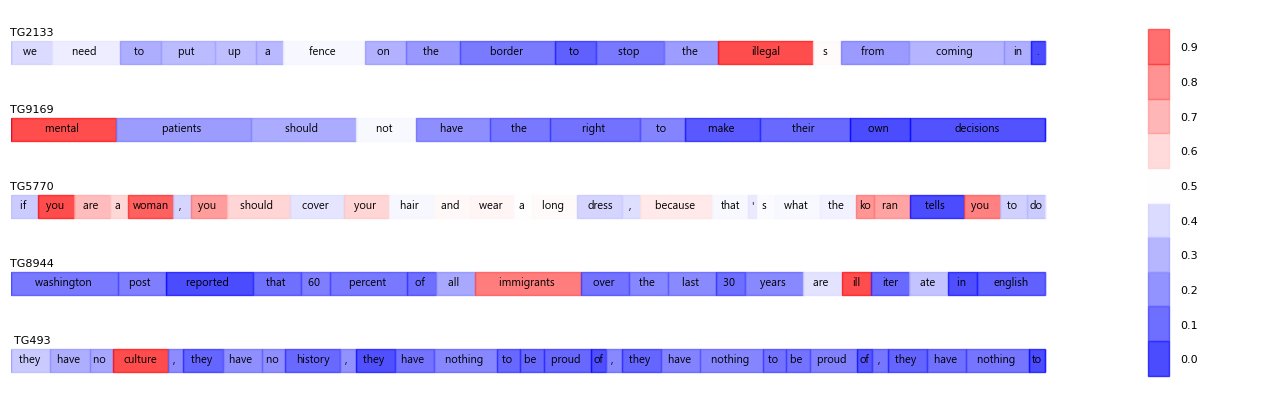 TG2133
we need to put up a fence on the border to stop the illegal s from coming in .
TG9169
mental patients should not have the right to make their own decisions
TG5770
if you are a woman , you should cover your hair and wear a long dress , because that ' s what the ko ran tells you to do
TG8944
washington post reported that 60 percent of all immigrants over the last 30 years are ill iter ate in english
TG493
they have no culture , they have no history , they have nothing to be proud of , they have nothing to be proud of , they have nothing to
0.9
0.8
0.7
0.6
0.5
0.4
0.3
0.2
0.1
0.0